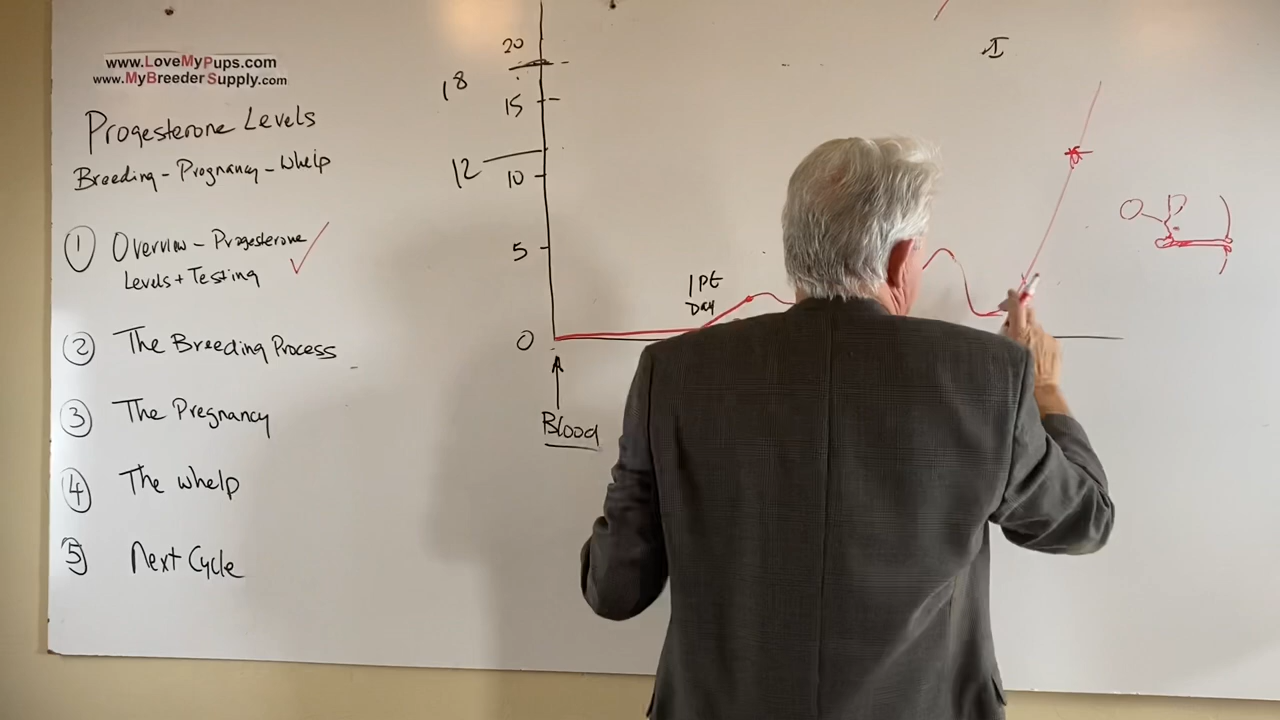 www.LoveMyPups.com
www.MyBreederSupply.com
Progesterone Levels
Breeding - Prognancy - Whelp
1 Overview - Progesterone
Levels + Testing
2 The Breeding Process
3 The Pregnancy
4 The Whelp
5 Next Cycle
20
18
15
12
10
5
0
Blood
1 PE
Day
I